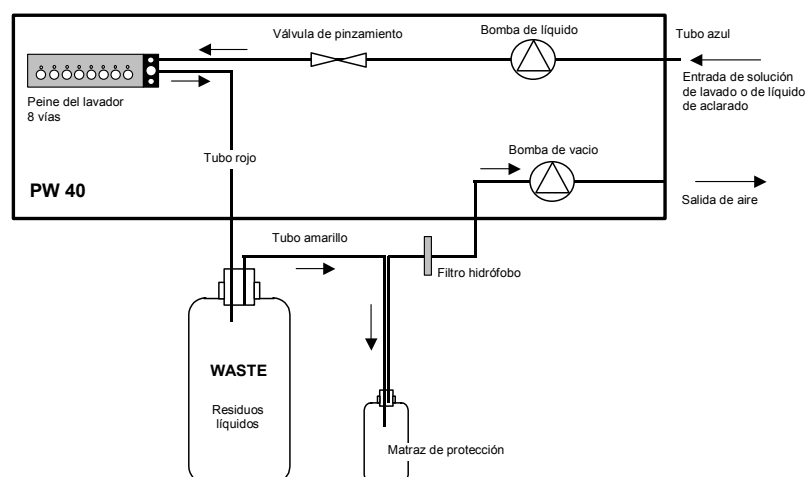 Válvula de pinzamiento
Bomba de líquido
Tubo azul
Entrada de solución
de lavado o de líquido
de aclarado
Peine del lavador
8 vías
Tubo rojo
Bomba de vacio
PW 40
Salida de aire
Tubo amarillo
Filtro hidrófobo
WASTE
Residuos
líquidos
Matraz de protección